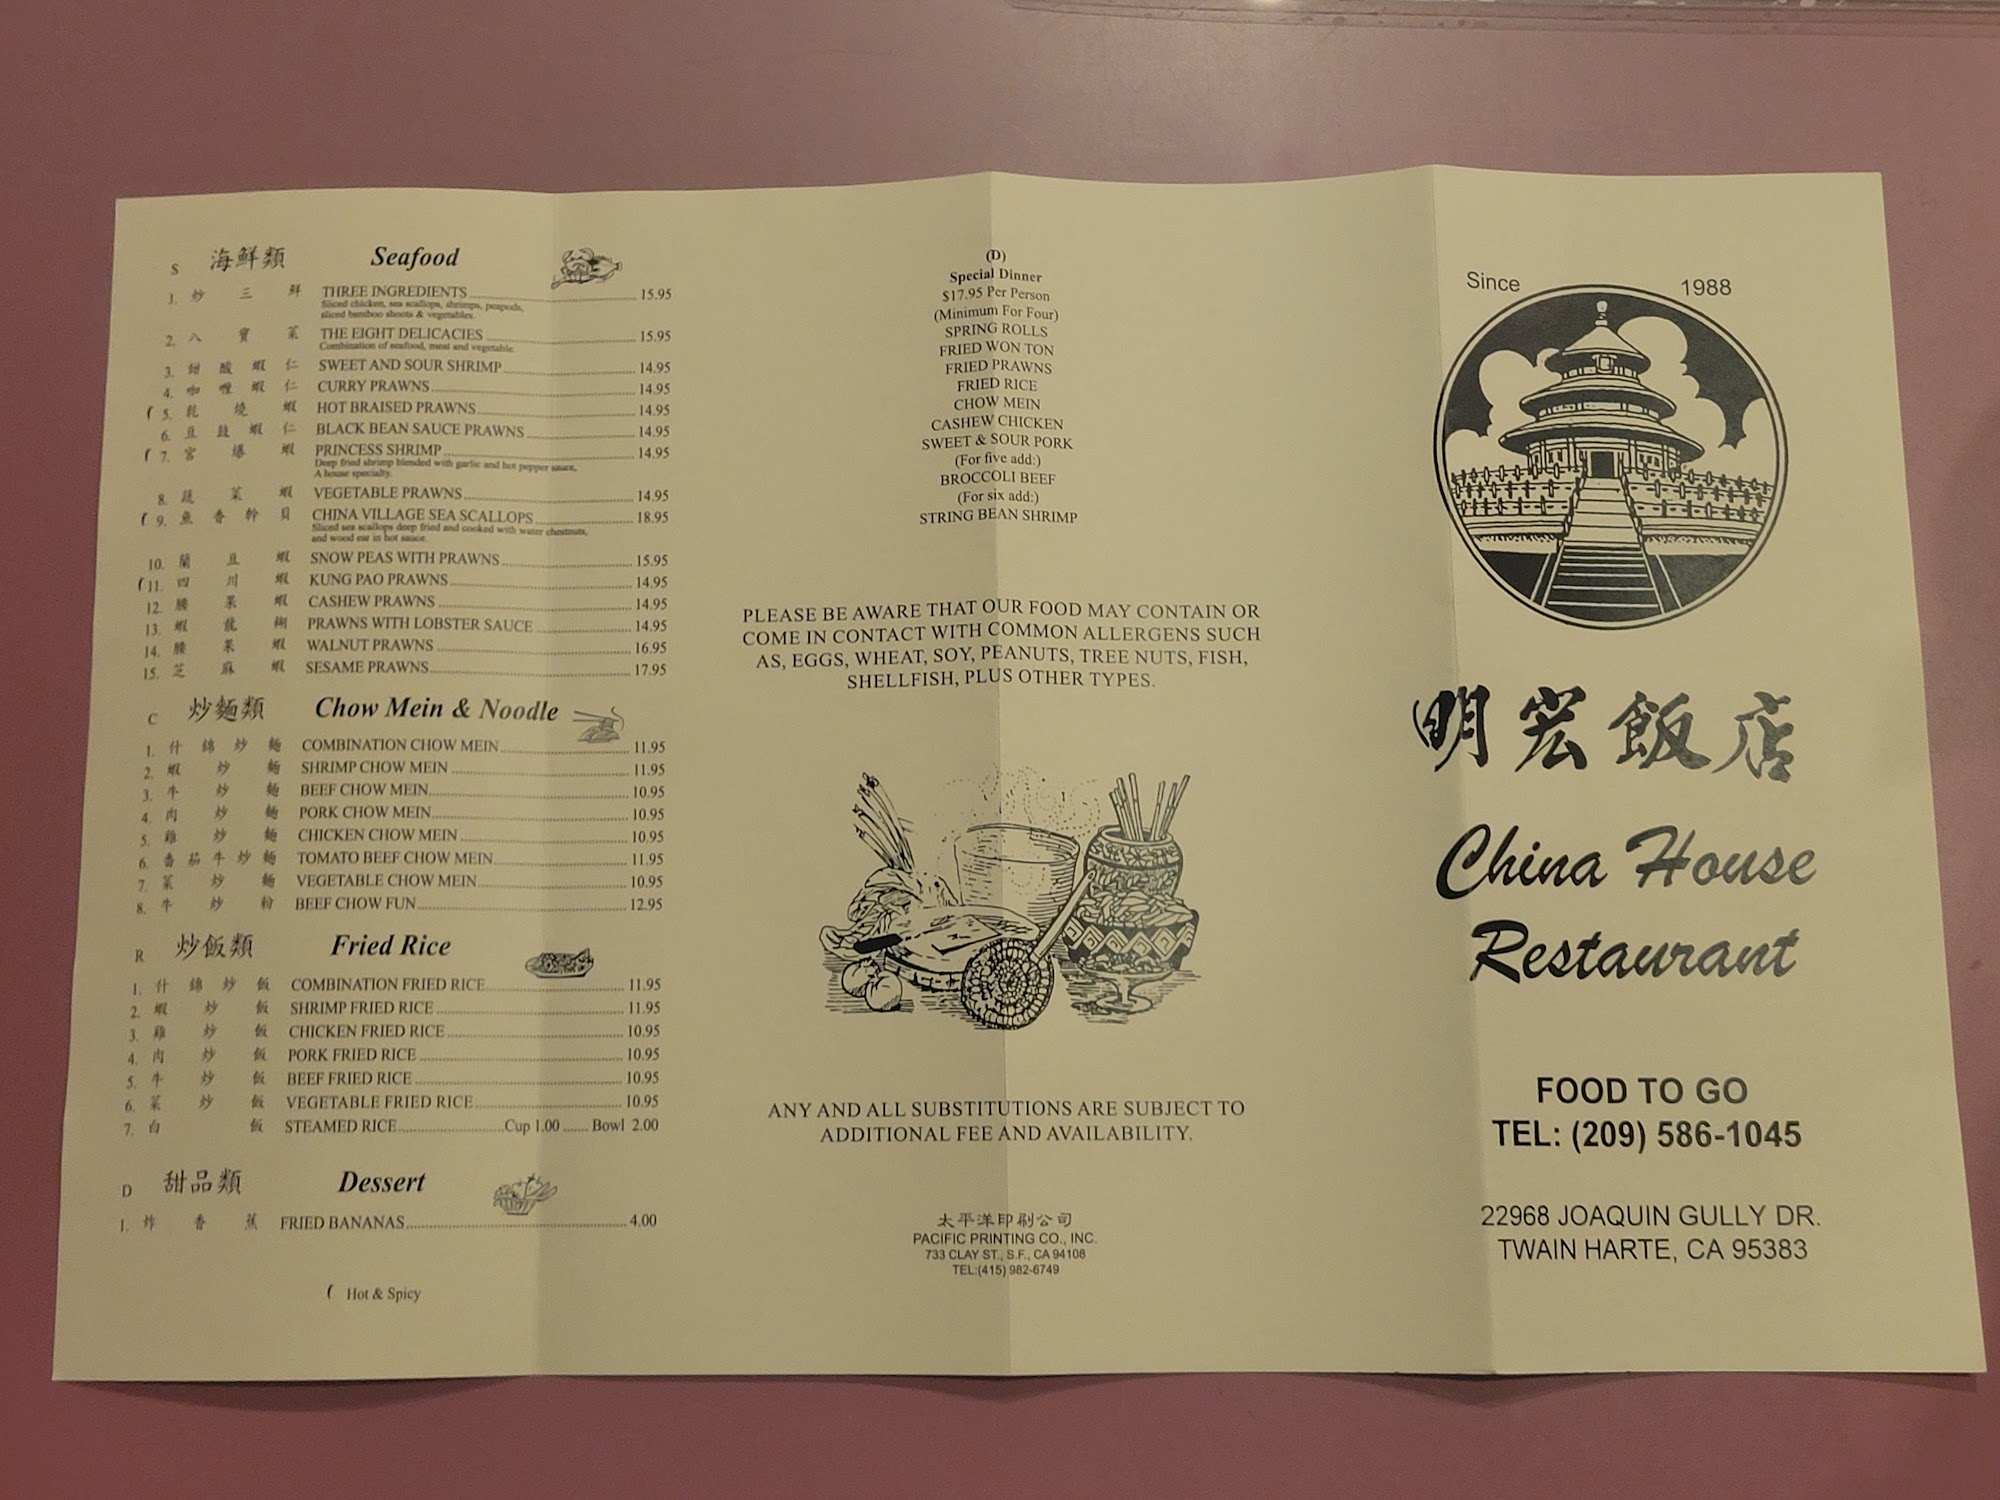 S 海鮮類 Seafood
1. 炒三鮮 THREE INGREDIENTS 15.95
Sliced chicken, sea scallops, shrimps, peapods,
sliced bamboo shoots & vegetables.
2. 八寶菜 THE EIGHT DELICACIES 15.95
Combination of seafood, meat and vegetable.
3. 甜酸蝦仁 SWEET AND SOUR SHRIMP 14.95
4. 咖喱蝦仁 CURRY PRAWNS 14.95
5. 乾燒蝦 HOT BRAISED PRAWNS 14.95
6. 豆豉蝦仁 BLACK BEAN SAUCE PRAWNS 14.95
7. 宮爆蝦 PRINCESS SHRIMP 14.95
Deep fried shrimp blended with garlic and hot pepper sauce,
A house specialty.
8. 蔬菜蝦 VEGETABLE PRAWNS 14.95
9. 魚香幹貝 CHINA VILLAGE SEA SCALLOPS 18.95
Sliced sea scallops deep fried and cooked with water chestnuts,
and wood ear in hot sauce.
10. 蘭豆蝦 SNOW PEAS WITH PRAWNS 15.95
11. 四川蝦 KUNG PAO PRAWNS 14.95
12. 腰果蝦 CASHEW PRAWNS 14.95
13. 蝦龍糊 PRAWNS WITH LOBSTER SAUCE 14.95
14. 腰果蝦 WALNUT PRAWNS 16.95
15. 芝麻蝦 SESAME PRAWNS 17.95
C 炒麵類 Chow Mein & Noodle
1. 什錦炒麵 COMBINATION CHOW MEIN 11.95
2. 蝦炒麵 SHRIMP CHOW MEIN 11.95
3. 牛炒麵 BEEF CHOW MEIN 10.95
4. 肉炒麵 PORK CHOW MEIN 10.95
5. 雞炒麵 CHICKEN CHOW MEIN 10.95
6. 番茄牛炒麵 TOMATO BEEF CHOW MEIN 11.95
7. 菜炒麵 VEGETABLE CHOW MEIN 10.95
8. 牛炒粉 BEEF CHOW FUN 12.95
R 炒飯類 Fried Rice
1. 什錦炒飯 COMBINATION FRIED RICE 11.95
2. 蝦炒飯 SHRIMP FRIED RICE 11.95
3. 雞炒飯 CHICKEN FRIED RICE 10.95
4. 肉炒飯 PORK FRIED RICE 10.95
5. 牛炒飯 BEEF FRIED RICE 10.95
6. 菜炒飯 VEGETABLE FRIED RICE 10.95
7. 白飯 STEAMED RICE Cup 1.00 Bowl 2.00
D 甜品類 Dessert
1. 炸香蕉 FRIED BANANAS 4.00
Hot & Spicy
(D)
Special Dinner
$17.95 Per Person
(Minimum For Four)
SPRING ROLLS
FRIED WON TON
FRIED PRAWNS
FRIED RICE
CHOW MEIN
CASHEW CHICKEN
SWEET & SOUR PORK
(For five add:)
BROCCOLI BEEF
(For six add:)
STRING BEAN SHRIMP
PLEASE BE AWARE THAT OUR FOOD MAY CONTAIN OR
COME IN CONTACT WITH COMMON ALLERGENS SUCH
AS, EGGS, WHEAT, SOY, PEANUTS, TREE NUTS, FISH,
SHELLFISH, PLUS OTHER TYPES.
ANY AND ALL SUBSTITUTIONS ARE SUBJECT TO
ADDITIONAL FEE AND AVAILABILITY.
太平洋印刷公司
PACIFIC PRINTING CO., INC.
733 CLAY ST., S.F., CA 94108
TEL:(415) 982-6749
Since 1988
明宏飯店
China House
Restaurant
FOOD TO GO
TEL: (209) 586-1045
22968 JOAQUIN GULLY DR.
TWAIN HARTE, CA 95383